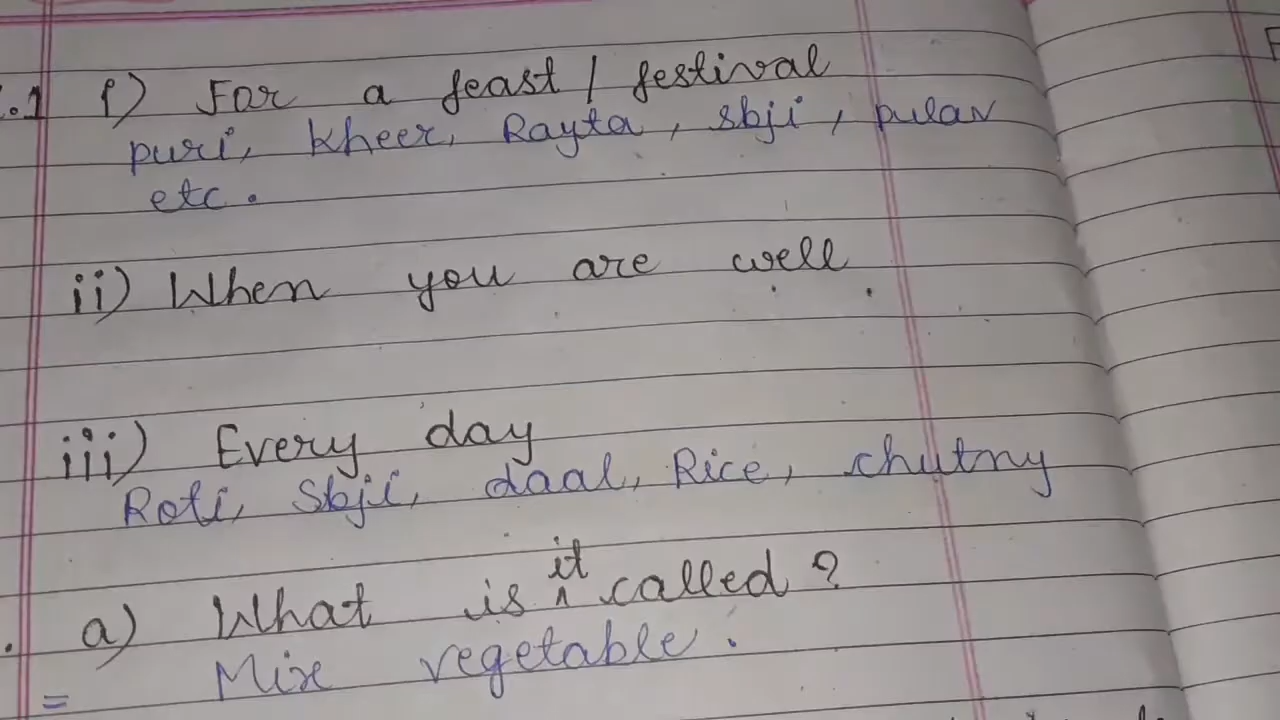 .1 i) For a feast / festival
puri, Kheer, Rayta, sbji, pulav
etc.
ii) When you are well.
iii) Every day
Roti, Sbji, daal, Rice, chutny
a) What is it called?
= Mix vegetable.